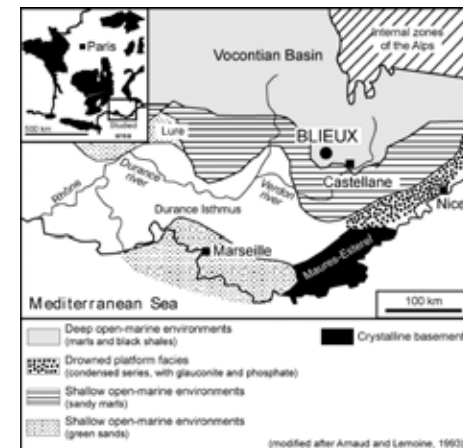 Paris
500 km
Studied
area
Vocontian Basin
Internal zones
of the Alps
Lure
BLIEUX
Castellane
Nice
Rhône
Durance
river
Verdon
river
Durance Isthmus
Marseille
Maures-Esterel
Mediterranean Sea
100 km
Deep open-marine environments
(marls and black shales)
Crystalline basement
Drowned platform facies
(condensed series, with glauconite and phosphate)
Shallow open-marine environments
(sandy marls)
Shallow open-marine environments
(green sands)
(modified after Arnaud and Lemoine, 1993)